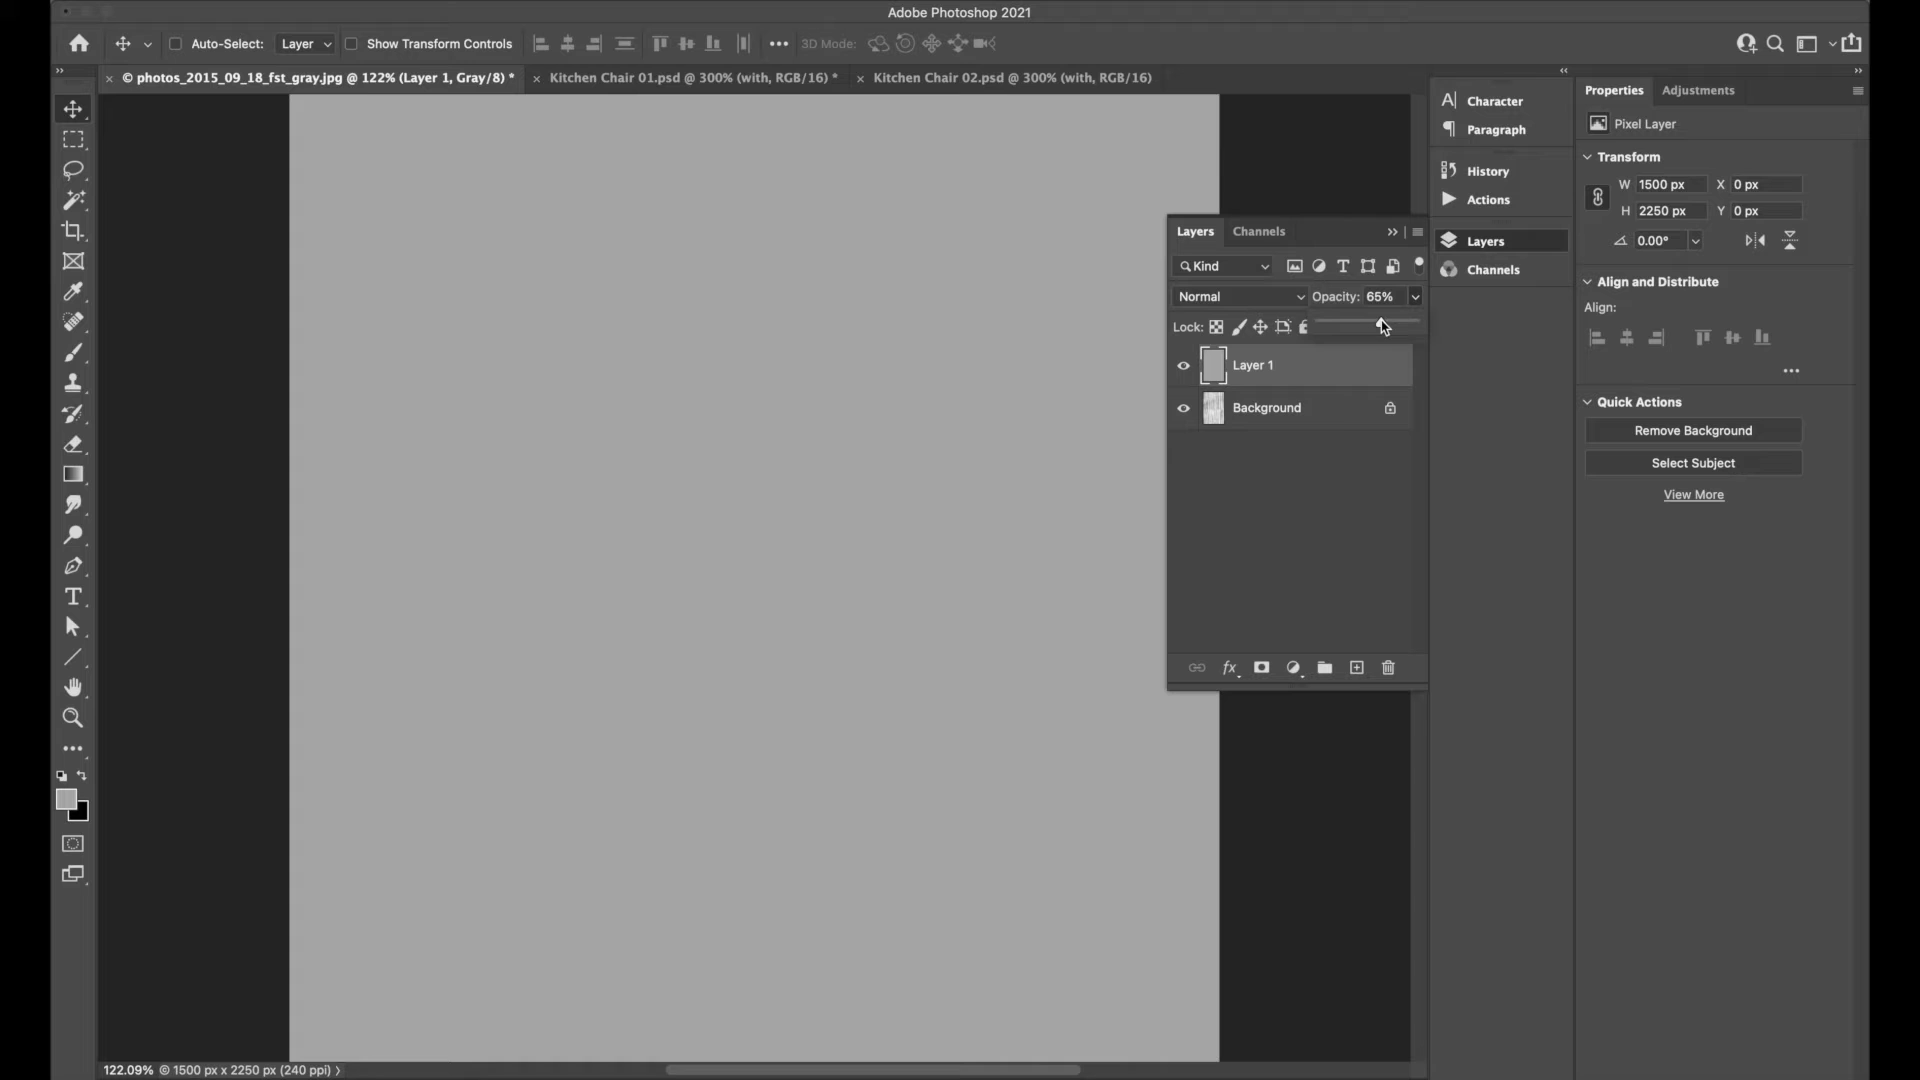 Adobe Photoshop 2021
Auto-Select: Layer Show Transform Controls 3D Mode:
© photos_2015_09_18_fst_gray.jpg @ 122% (Layer 1, Gray/8) * Kitchen Chair 01.psd @ 300% (with, RGB/16) * Kitchen Chair 02.psd @ 300% (with, RGB/16)
Character
Paragraph
History
Actions
Layers
Channels
Properties Adjustments
Pixel Layer
Transform
W 1500 px X 0 px
H 2250 px Y 0 px
0.00°
Align and Distribute
Align:
Quick Actions
Remove Background
Select Subject
View More
Layers Channels
Kind
Normal Opacity: 65%
Lock:
Layer 1
Background
fx
122.09% © 1500 px x 2250 px (240 ppi)